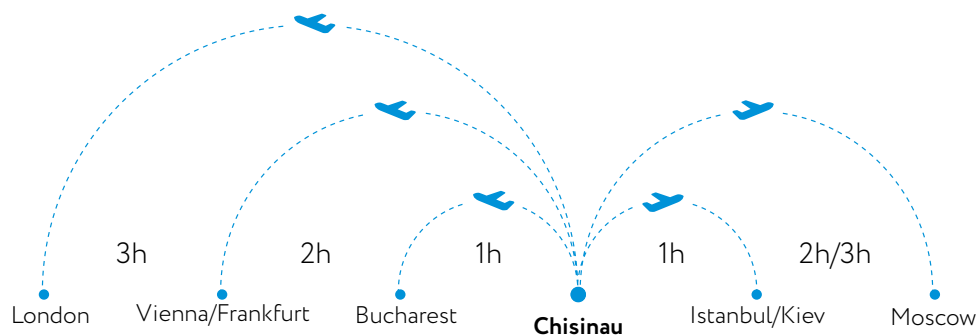 3h
2h
1h
1h
2h/3h
London
Vienna/Frankfurt
Bucharest
Chisinau
Istanbul/Kiev
Moscow